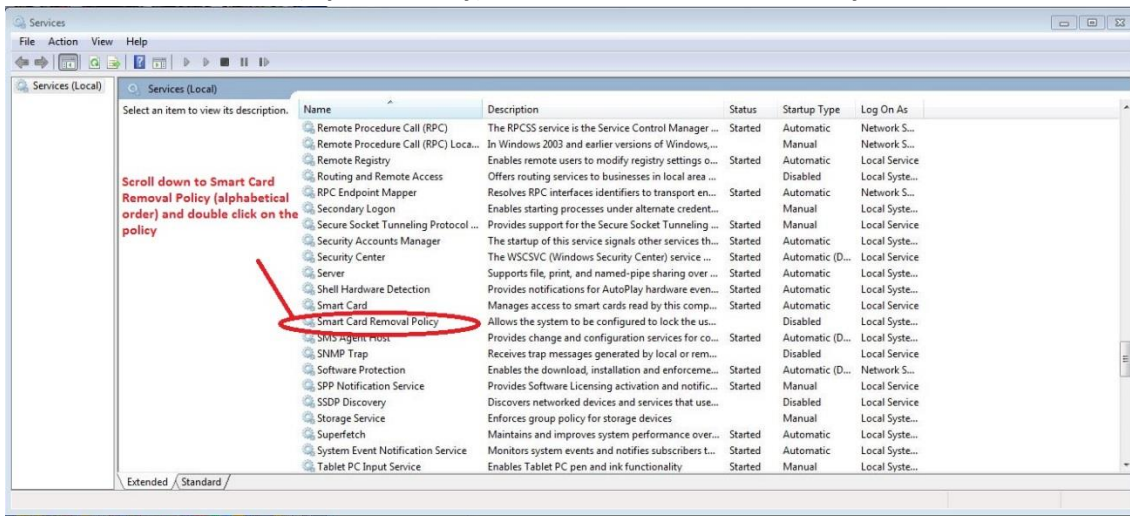 Services
File Action View Help
Services (Local)
Services (Local)
Select an item to view its description.
Name Description Status Startup Type Log On As
Remote Procedure Call (RPC) The RPCSS service is the Service Control Manager ... Started Automatic Network S...
Remote Procedure Call (RPC) Loca... In Windows 2003 and earlier versions of Windows,... Manual Network S...
Remote Registry Enables remote users to modify registry settings o... Started Automatic Local Service
Routing and Remote Access Offers routing services to businesses in local area ... Disabled Local Syste...
RPC Endpoint Mapper Resolves RPC interfaces identifiers to transport en... Started Automatic Network S...
Secondary Logon Enables starting processes under alternate credent... Manual Local Syste...
Secure Socket Tunneling Protocol ... Provides support for the Secure Socket Tunneling ... Started Manual Local Service
Security Accounts Manager The startup of this service signals other services th... Started Automatic Local Syste...
Security Center The WSCSVC (Windows Security Center) service ... Started Automatic (D... Local Service
Server Supports file, print, and named-pipe sharing over ... Started Automatic Local Syste...
Shell Hardware Detection Provides notifications for AutoPlay hardware even... Started Automatic Local Syste...
Smart Card Manages access to smart cards read by this comp... Started Automatic Local Service
Smart Card Removal Policy Allows the system to be configured to lock the us... Disabled Local Syste...
SMS Agent Host Provides change and configuration services for co... Started Automatic (D... Local Syste...
SNMP Trap Receives trap messages generated by local or rem... Disabled Local Service
Software Protection Enables the download, installation and enforceme... Started Automatic (D... Network S...
SPP Notification Service Provides Software Licensing activation and notific... Started Manual Local Service
SSDP Discovery Discovers networked devices and services that use... Disabled Local Service
Storage Service Enforces group policy for storage devices Manual Local Syste...
Superfetch Maintains and improves system performance over... Started Automatic Local Syste...
System Event Notification Service Monitors system events and notifies subscribers t... Started Automatic Local Syste...
Tablet PC Input Service Enables Tablet PC pen and ink functionality Started Manual Local Syste...
Scroll down to Smart Card
Removal Policy (alphabetical
order) and double click on the
policy
Extended Standard